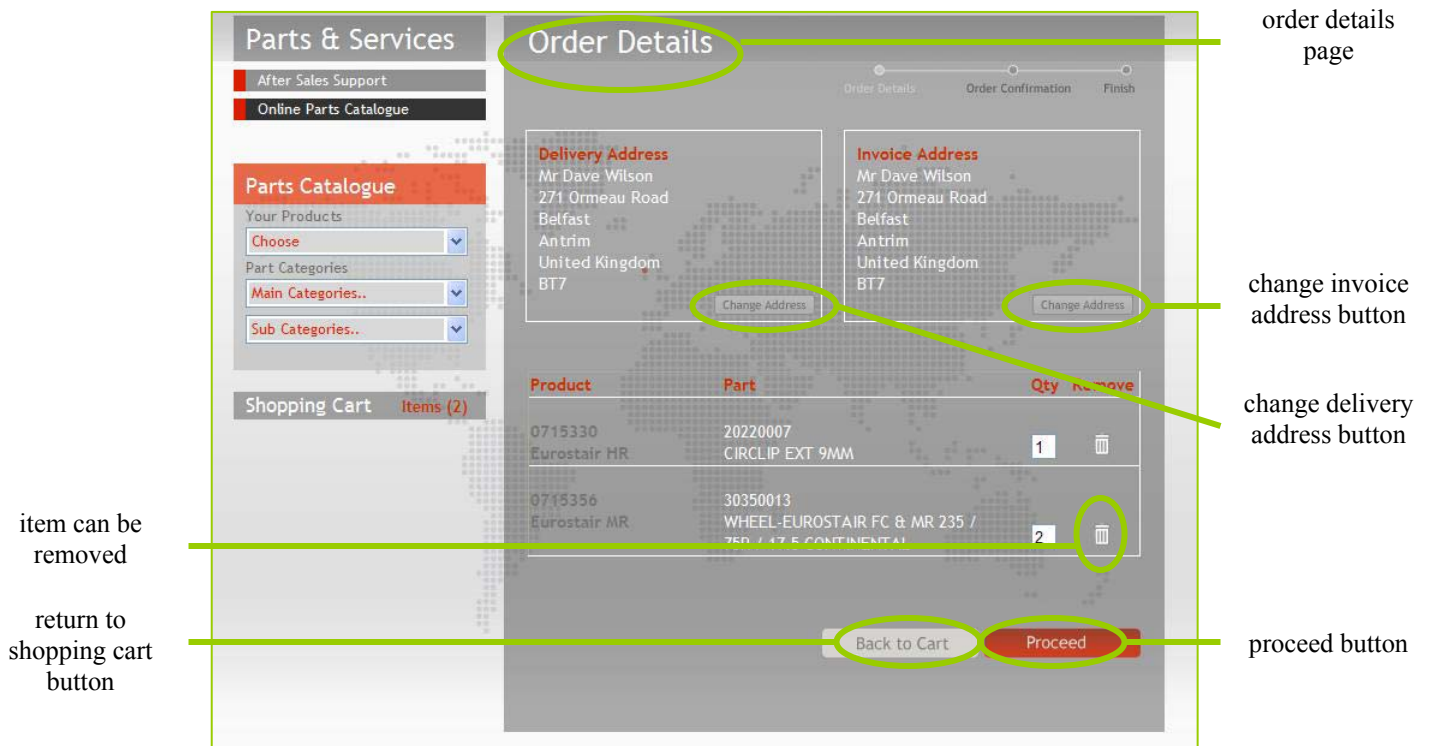 order details
page
Parts & Services
After Sales Support
Online Parts Catalogue
Parts Catalogue
Your Products
Choose
Part Categories
Main Categories..
Sub Categories..
Shopping Cart Items (2)
Order Details
Order Details Order Confirmation Finish
Delivery Address
Mr Dave Wilson
271 Ormeau Road
Belfast
Antrim
United Kingdom
BT7
Change Address
Invoice Address
Mr Dave Wilson
271 Ormeau Road
Belfast
Antrim
United Kingdom
BT7
Change Address
change invoice
address button
change delivery
address button
Product Part Qty Remove
0715330 20220007
Eurostair HR CIRCLIP EXT 9MM 1
0715356 30350013
Eurostair MR WHEEL-EUROSTAIR FC & MR 235 /
75R / 17.5 CONTINENTAL 2
item can be
removed
return to
shopping cart
button
Back to Cart Proceed
proceed button